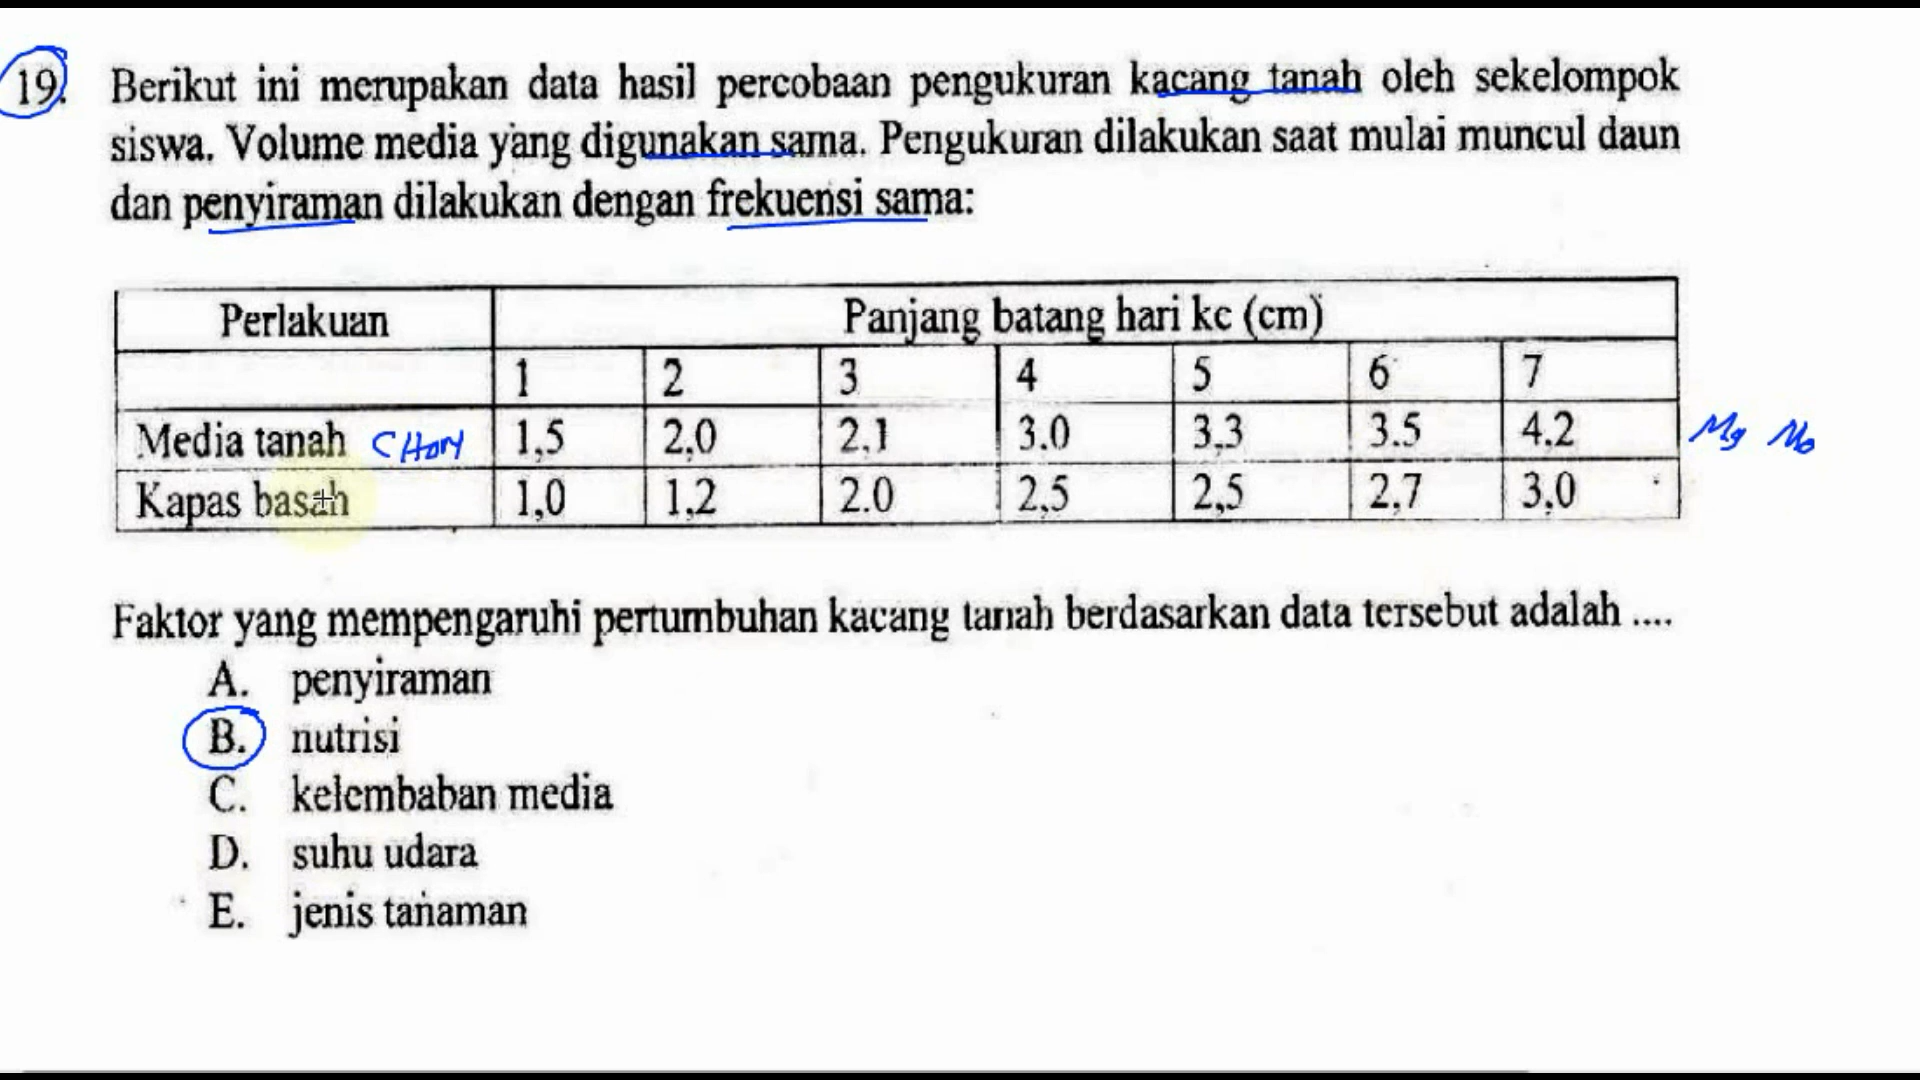 19. Berikut ini merupakan data hasil percobaan pengukuran kacang tanah oleh sekelompok
siswa. Volume media yang digunakan sama. Pengukuran dilakukan saat mulai muncul daun
dan penyiraman dilakukan dengan frekuensi sama:
Perlakuan Panjang batang hari ke (cm)
1 2 3 4 5 6 7
Media tanah CHON 1,5 2,0 2,1 3.0 3,3 3.5 4,2 Mg Mo
Kapas basah 1,0 1,2 2.0 2,5 2,5 2,7 3,0
Faktor yang mempengaruhi pertumbuhan kacang tanah berdasarkan data tersebut adalah ....
A. penyiraman
B. nutrisi
C. kelembaban media
D. suhu udara
E. jenis tanaman